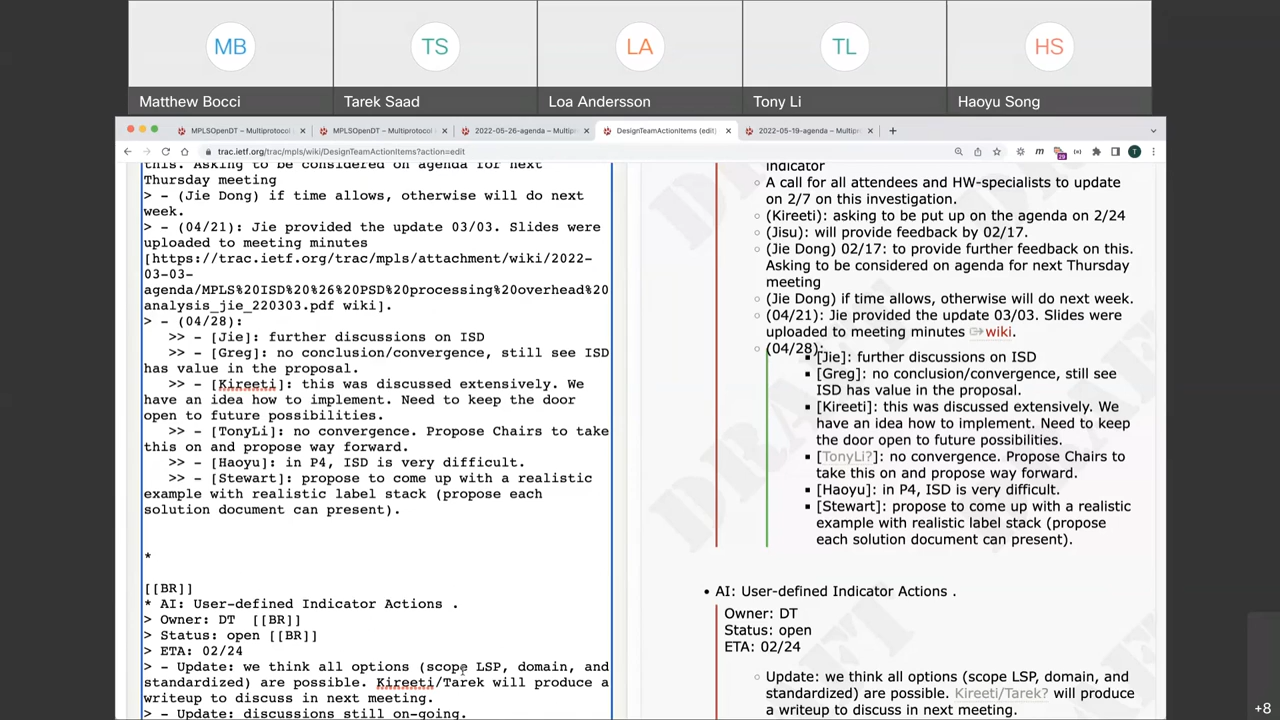 MB
TS
LA
TL
HS
Matthew Bocci
Tarek Saad
Loa Andersson
Tony Li
Haoyu Song
MPLSOpenDT – Multiprotocol
MPLSOpenDT – Multiprotocol
2022-05-26-agenda – Multipro
DesignTeamActionItems (edit)
2022-05-19-agenda – Multipro
trac.ietf.org/trac/mpls/wiki/DesignTeamActionItems?action=edit
this. Asking to be considered on agenda for next
Thursday meeting
> - (Jie Dong) if time allows, otherwise will do next
week.
> - (04/21): Jie provided the update 03/03. Slides were
uploaded to meeting minutes
[https://trac.ietf.org/trac/mpls/attachment/wiki/2022-
03-03-
agenda/MPLS%20ISD%20%26%20PSD%20processing%20overhead%20
analysis_jie_220303.pdf wiki].
> - (04/28):
>> - [Jie]: further discussions on ISD
>> - [Greg]: no conclusion/convergence, still see ISD
has value in the proposal.
>> - [Kireeti]: this was discussed extensively. We
have an idea how to implement. Need to keep the door
open to future possibilities.
>> - [TonyLi]: no convergence. Propose Chairs to take
this on and propose way forward.
>> - [Haoyu]: in P4, ISD is very difficult.
>> - [Stewart]: propose to come up with a realistic
example with realistic label stack (propose each
solution document can present).
*
[[BR]]
* AI: User-defined Indicator Actions .
> Owner: DT [[BR]]
> Status: open [[BR]]
> ETA: 02/24
> - Update: we think all options (scope LSP, domain, and
standardized) are possible. Kireeti/Tarek will produce a
writeup to discuss in next meeting.
> - Update: discussions still on-going.
indicator
A call for all attendees and HW-specialists to update
on 2/7 on this investigation.
(Kireeti): asking to be put up on the agenda on 2/24
(Jisu): will provide feedback by 02/17.
(Jie Dong) 02/17: to provide further feedback on this.
Asking to be considered on agenda for next Thursday
meeting
(Jie Dong) if time allows, otherwise will do next week.
(04/21): Jie provided the update 03/03. Slides were
uploaded to meeting minutes wiki.
(04/28):
[Jie]: further discussions on ISD
[Greg]: no conclusion/convergence, still see
ISD has value in the proposal.
[Kireeti]: this was discussed extensively. We
have an idea how to implement. Need to keep
the door open to future possibilities.
[TonyLi?]: no convergence. Propose Chairs to
take this on and propose way forward.
[Haoyu]: in P4, ISD is very difficult.
[Stewart]: propose to come up with a realistic
example with realistic label stack (propose
each solution document can present).
• AI: User-defined Indicator Actions .
Owner: DT
Status: open
ETA: 02/24
Update: we think all options (scope LSP, domain, and
standardized) are possible. Kireeti/Tarek? will produce
a writeup to discuss in next meeting.
+8